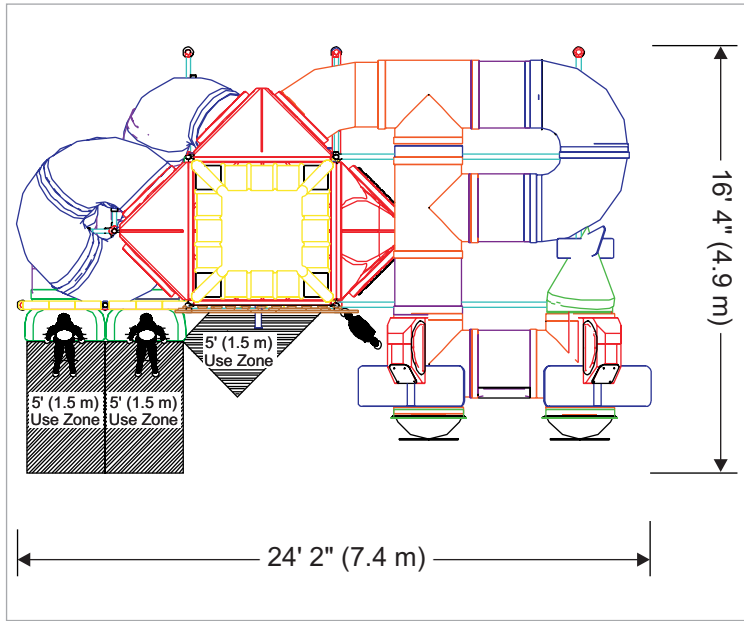 16' 4" (4.9 m)
5' (1.5 m)
Use Zone
5' (1.5 m)
Use Zone
5' (1.5 m)
Use Zone
24' 2" (7.4 m)